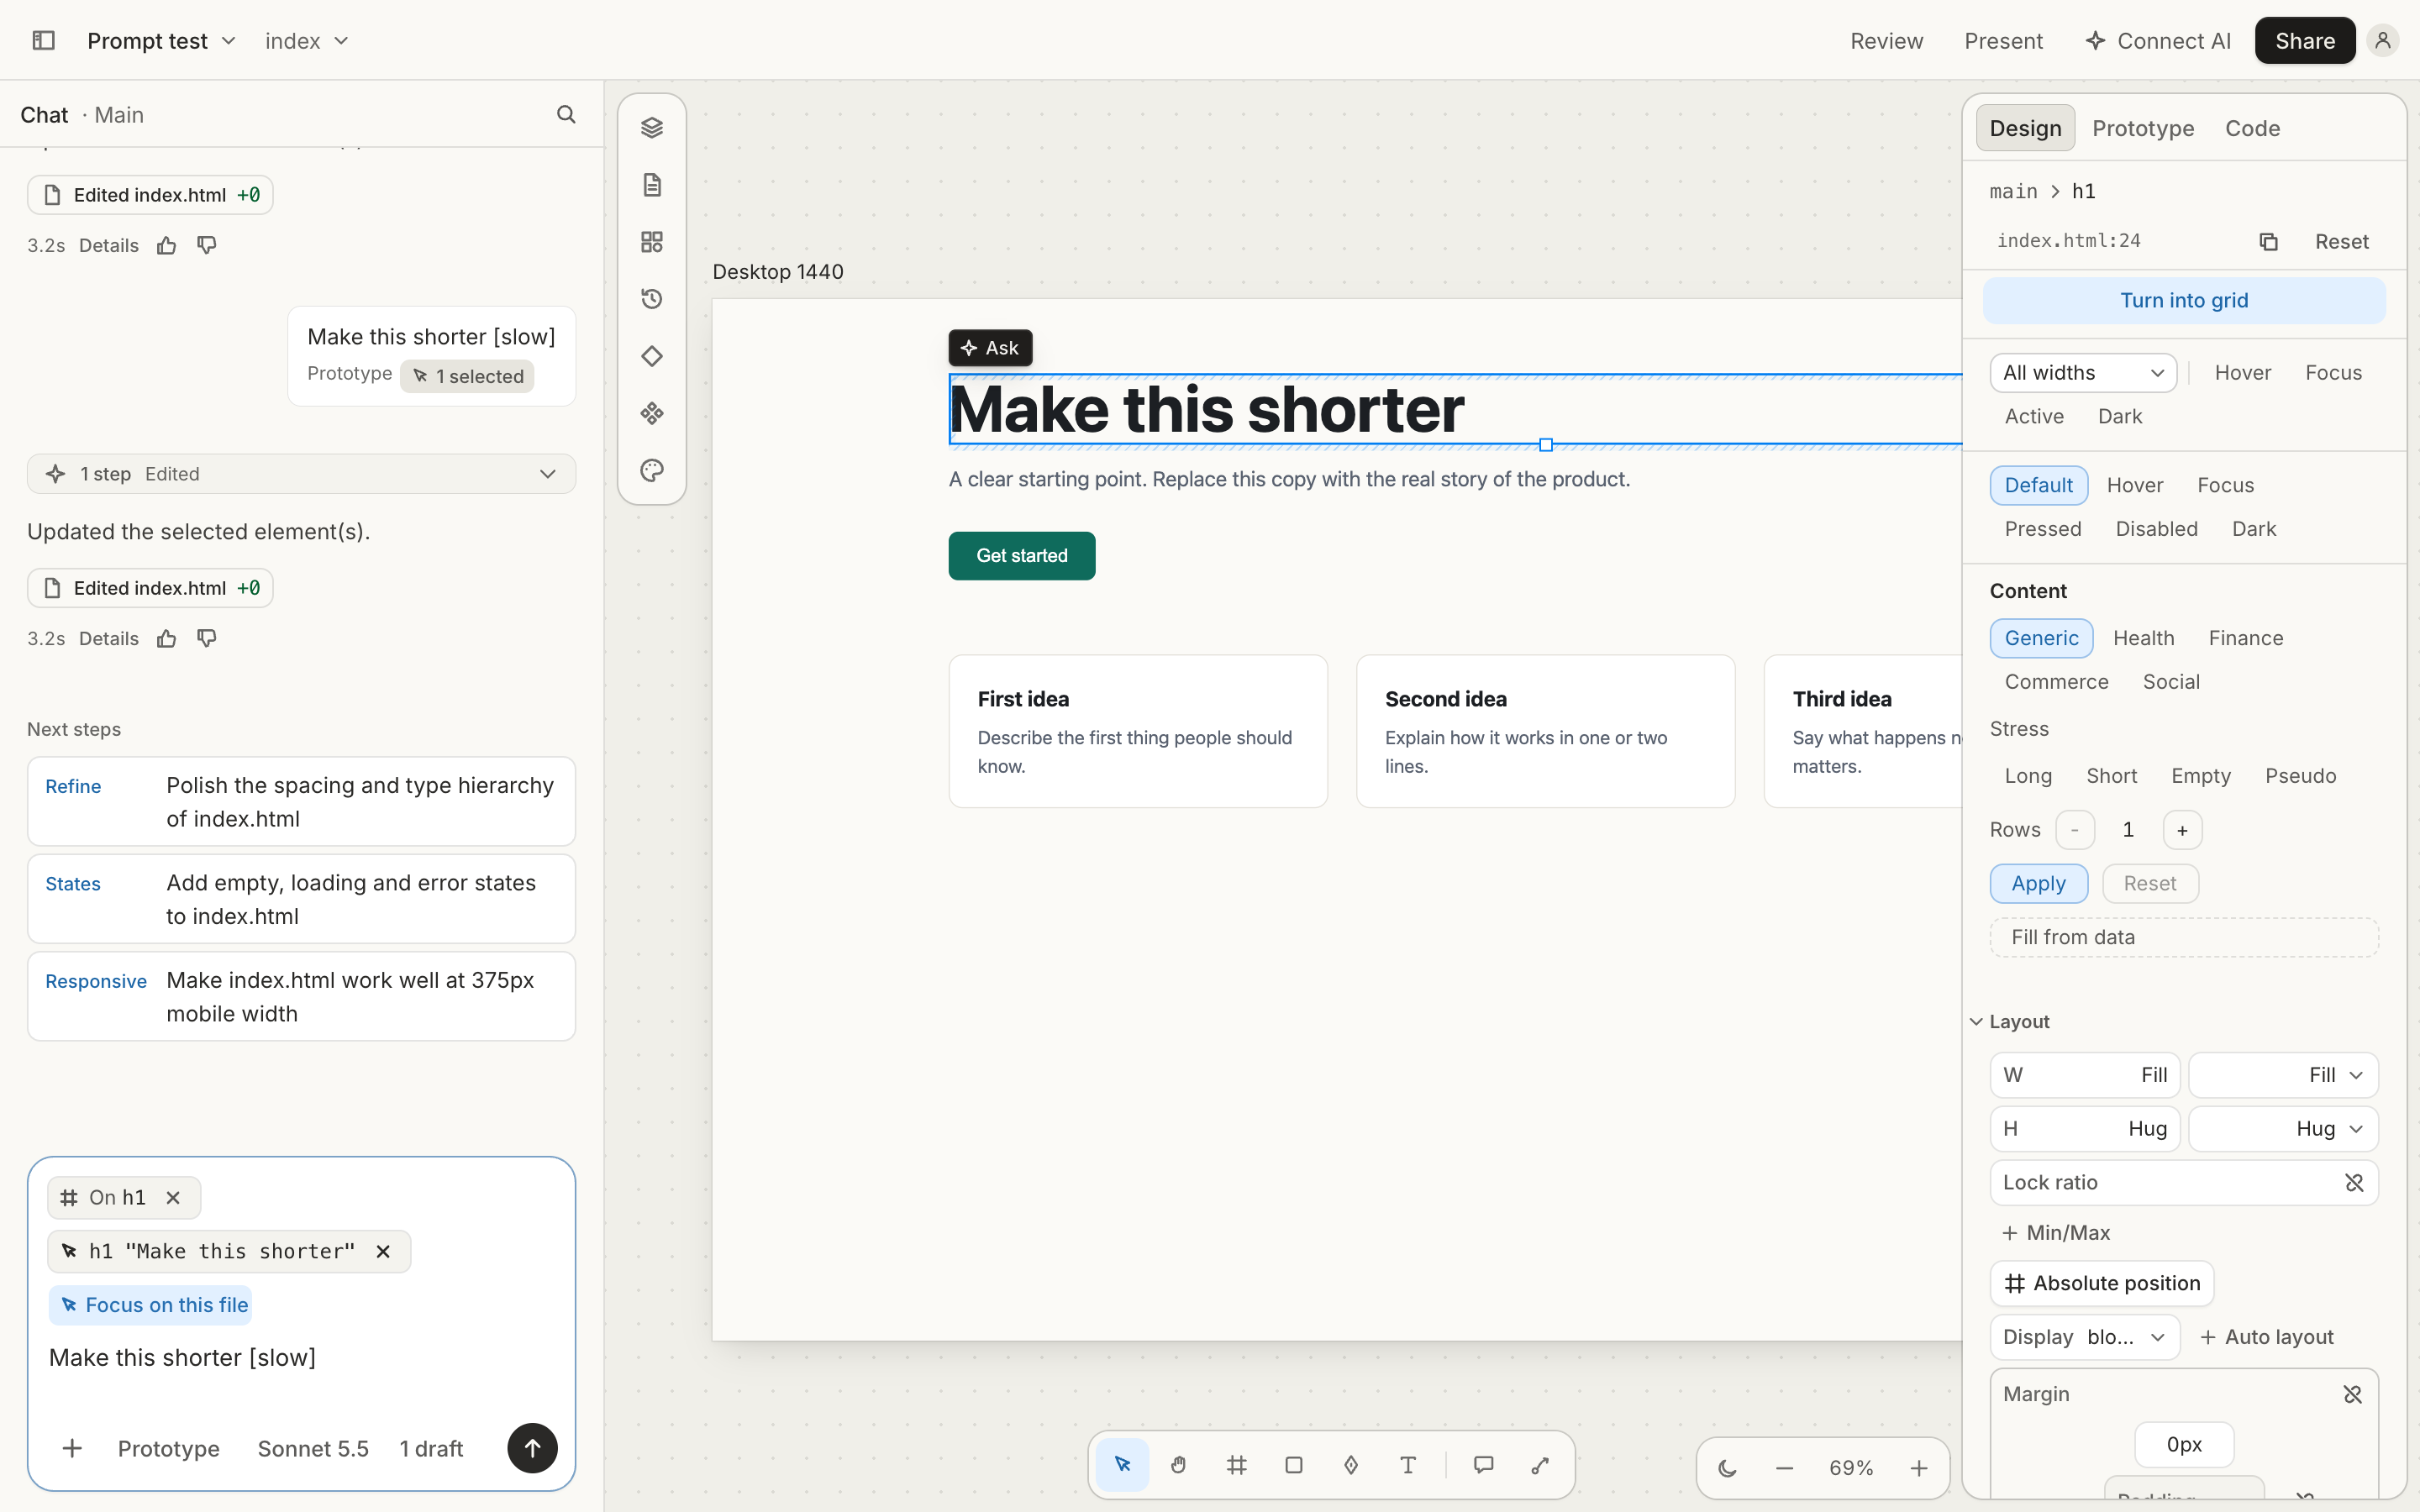 Prompt test
index
Review
Present
Connect AI
Share
Chat · Main
Edited index.html +0
3.2s Details
Make this shorter [slow]
Prototype 1 selected
1 step Edited
Updated the selected element(s).
Edited index.html +0
3.2s Details
Next steps
Refine
Polish the spacing and type hierarchy
of index.html
States
Add empty, loading and error states
to index.html
Responsive
Make index.html work well at 375px
mobile width
On h1
h1 "Make this shorter"
Focus on this file
Make this shorter [slow]
Prototype
Sonnet 5.5
1 draft
Desktop 1440
Ask
Make this shorter
A clear starting point. Replace this copy with the real story of the product.
Get started
First idea
Describe the first thing people should
know.
Second idea
Explain how it works in one or two
lines.
Third idea
Say what happens
matters.
69%
Design Prototype Code
main > h1
index.html:24
Reset
Turn into grid
All widths
Hover Focus
Active Dark
Default Hover Focus
Pressed Disabled Dark
Content
Generic Health Finance
Commerce Social
Stress
Long Short Empty Pseudo
Rows - 1 +
Apply Reset
Fill from data
Layout
W Fill Fill
H Hug Hug
Lock ratio
+ Min/Max
Absolute position
Display blo... + Auto layout
Margin
0px